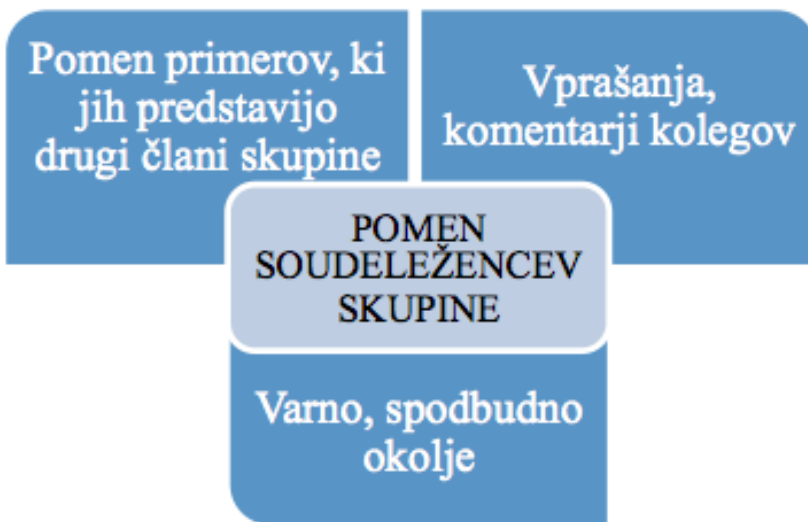 Pomen primerov, ki
jih predstavijo
drugi člani skupine
Vprašanja,
komentarji kolegov
POMEN
SOUDELEŽENCEV
SKUPINE
Varno, spodbudno
okolje